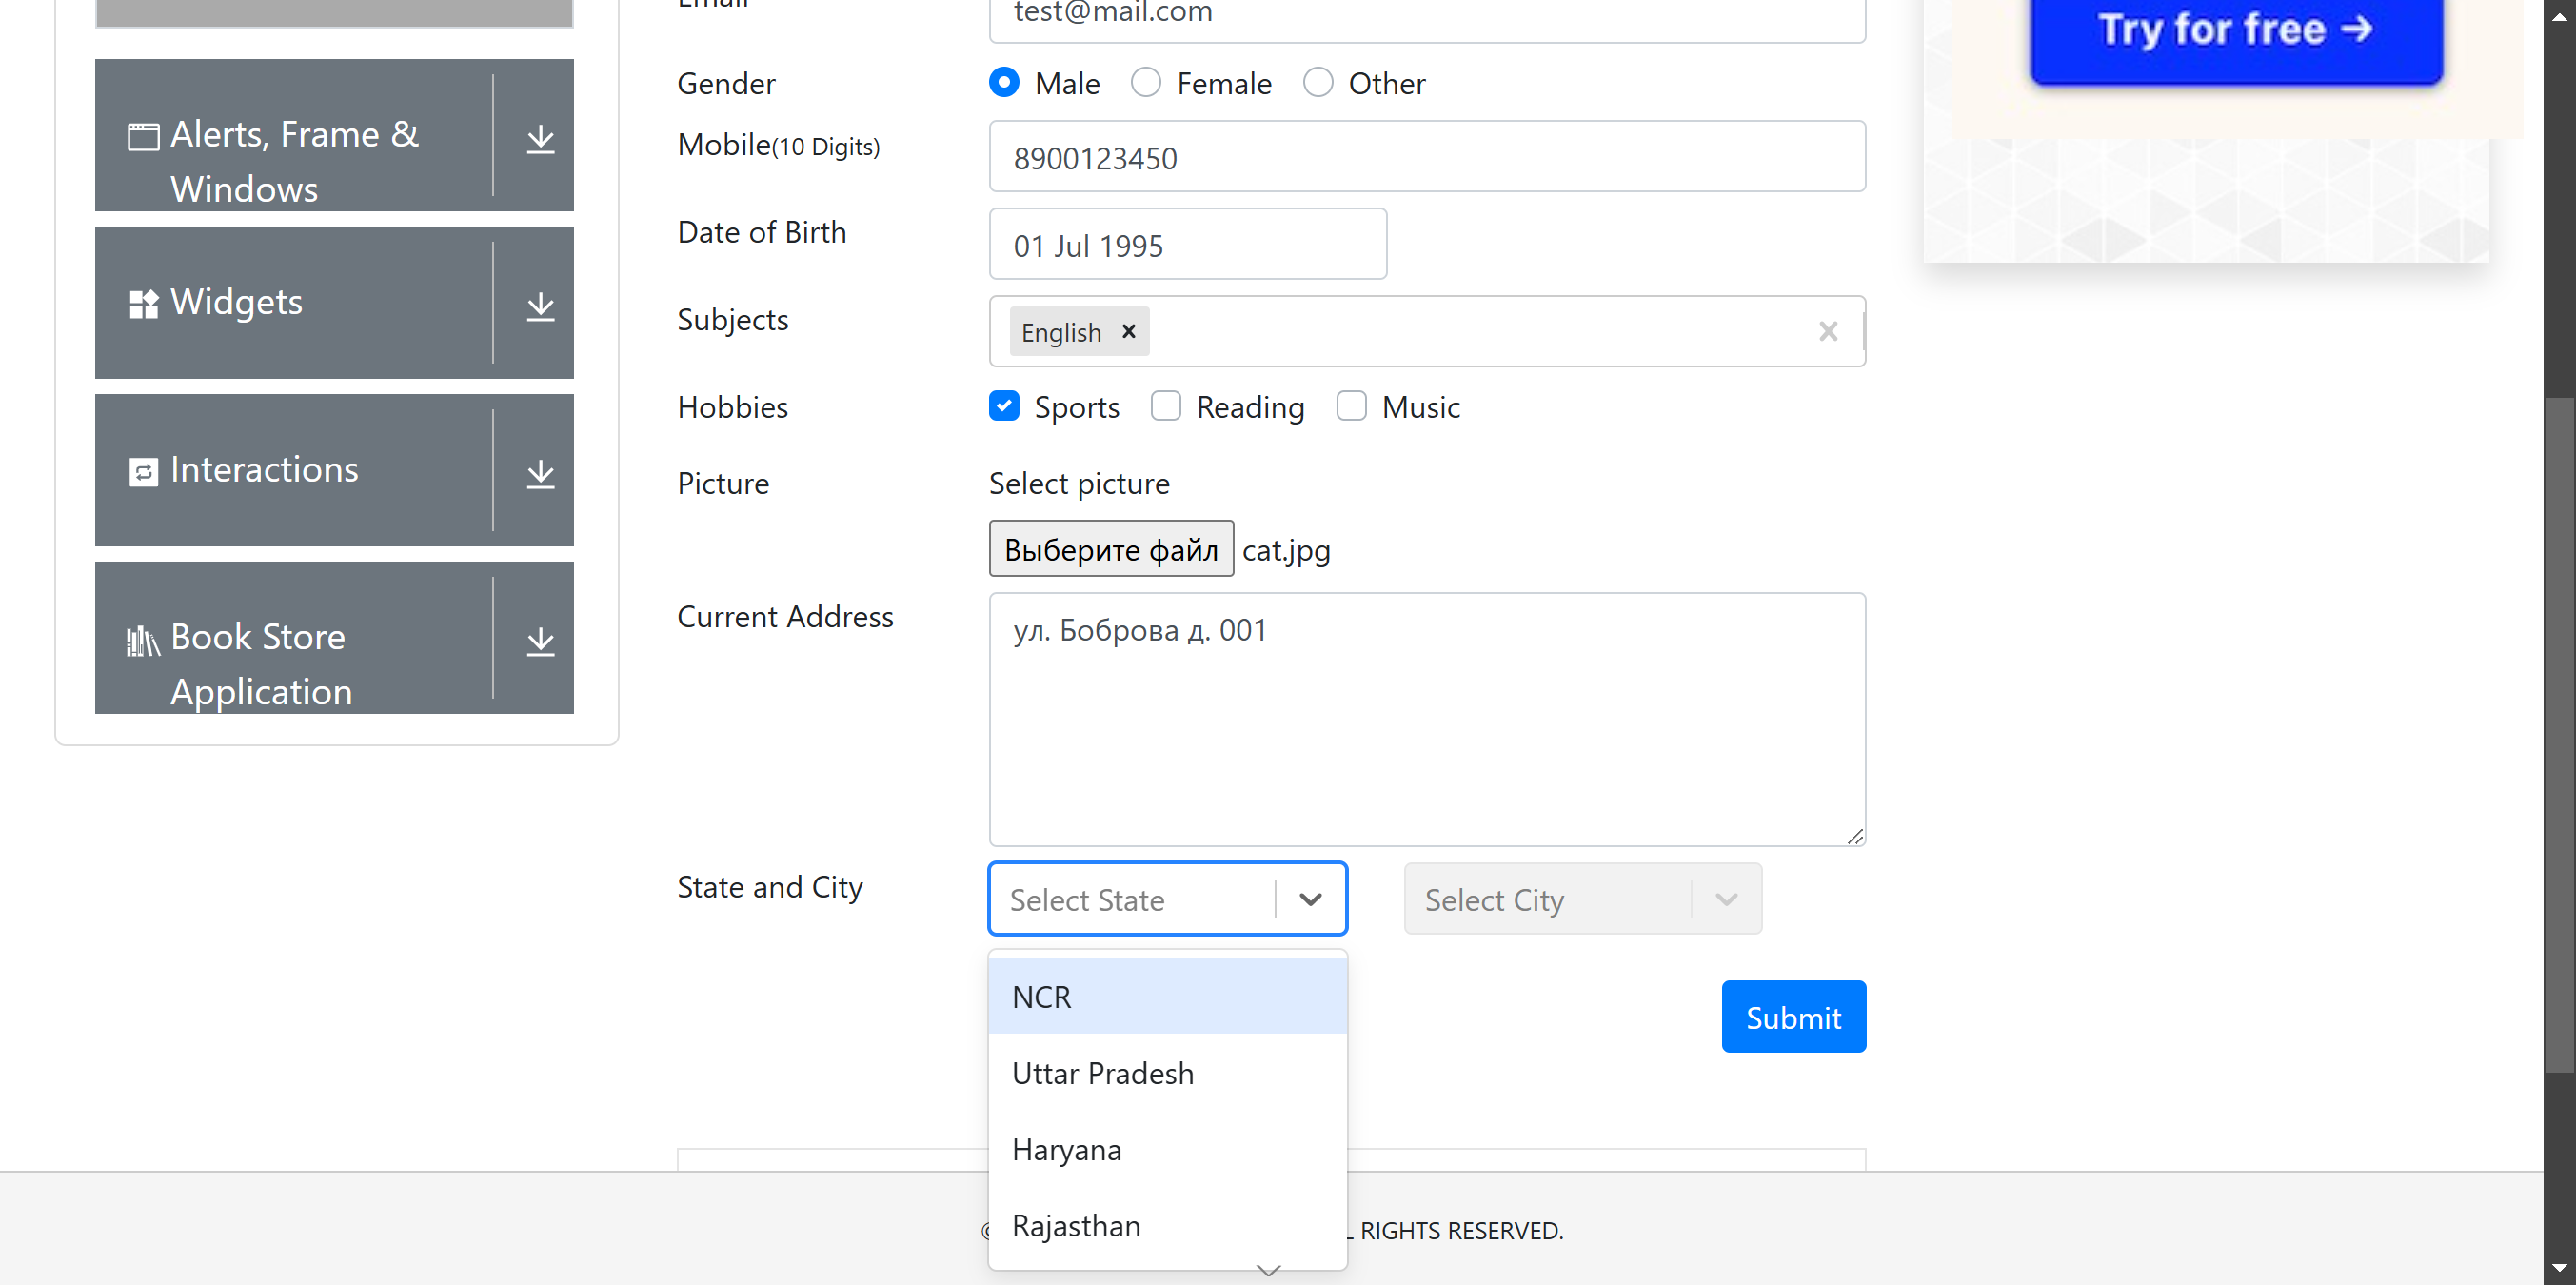 Email
test@mail.com
Try for free →
Alerts, Frame & Windows
Widgets
Interactions
Book Store Application
Gender
Male
Female
Other
Mobile(10 Digits)
8900123450
Date of Birth
01 Jul 1995
Subjects
English
Hobbies
Sports
Reading
Music
Picture
Select picture
Выберите файл cat.jpg
Current Address
ул. Боброва д. 001
State and City
Select State
Select City
NCR
Uttar Pradesh
Haryana
Rajasthan
Submit
RIGHTS RESERVED.